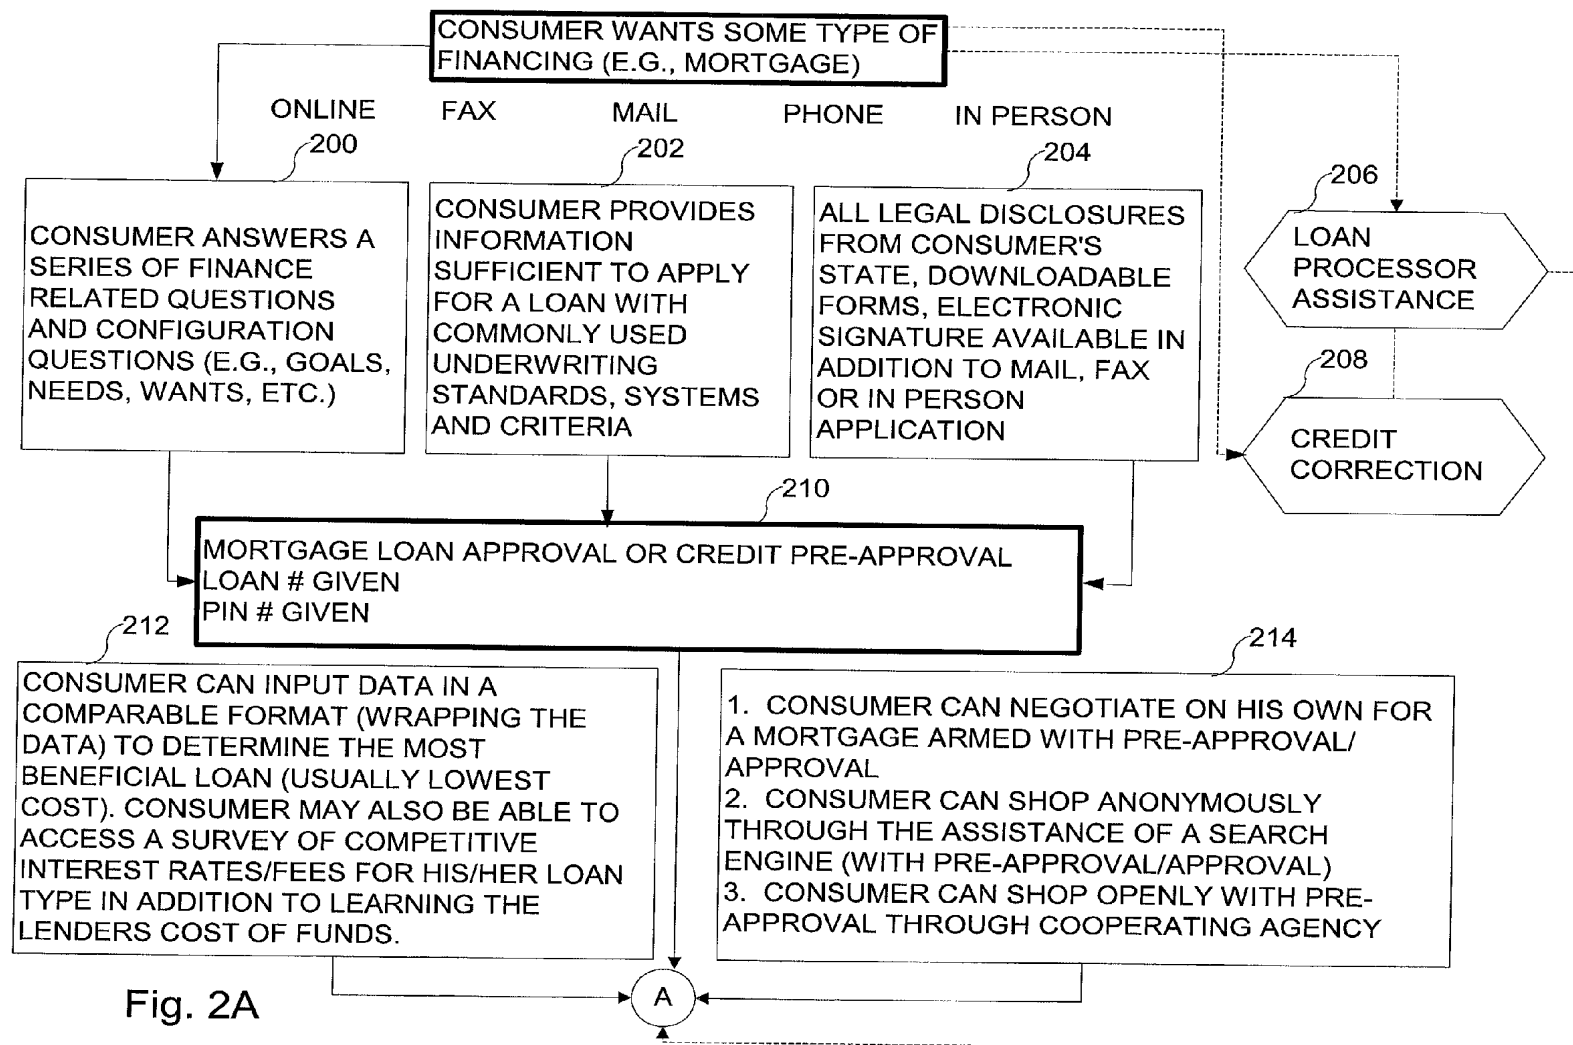 CONSUMER WANTS SOME TYPE OF
FINANCING (E.G., MORTGAGE)
ONLINE FAX MAIL PHONE IN PERSON
200
202
204
206
CONSUMER ANSWERS A
SERIES OF FINANCE
RELATED QUESTIONS
AND CONFIGURATION
QUESTIONS (E.G., GOALS,
NEEDS, WANTS, ETC.)
CONSUMER PROVIDES
INFORMATION
SUFFICIENT TO APPLY
FOR A LOAN WITH
COMMONLY USED
UNDERWRITING
STANDARDS, SYSTEMS
AND CRITERIA
ALL LEGAL DISCLOSURES
FROM CONSUMER'S
STATE, DOWNLOADABLE
FORMS, ELECTRONIC
SIGNATURE AVAILABLE IN
ADDITION TO MAIL, FAX
OR IN PERSON
APPLICATION
LOAN
PROCESSOR
ASSISTANCE
208
CREDIT
CORRECTION
210
MORTGAGE LOAN APPROVAL OR CREDIT PRE-APPROVAL
LOAN # GIVEN
PIN # GIVEN
212
CONSUMER CAN INPUT DATA IN A
COMPARABLE FORMAT (WRAPPING THE
DATA) TO DETERMINE THE MOST
BENEFICIAL LOAN (USUALLY LOWEST
COST). CONSUMER MAY ALSO BE ABLE TO
ACCESS A SURVEY OF COMPETITIVE
INTEREST RATES/FEES FOR HIS/HER LOAN
TYPE IN ADDITION TO LEARNING THE
LENDERS COST OF FUNDS.
214
1. CONSUMER CAN NEGOTIATE ON HIS OWN FOR
A MORTGAGE ARMED WITH PRE-APPROVAL/
APPROVAL
2. CONSUMER CAN SHOP ANONYMOUSLY
THROUGH THE ASSISTANCE OF A SEARCH
ENGINE (WITH PRE-APPROVAL/APPROVAL)
3. CONSUMER CAN SHOP OPENLY WITH PRE-
APPROVAL THROUGH COOPERATING AGENCY
A
Fig. 2A